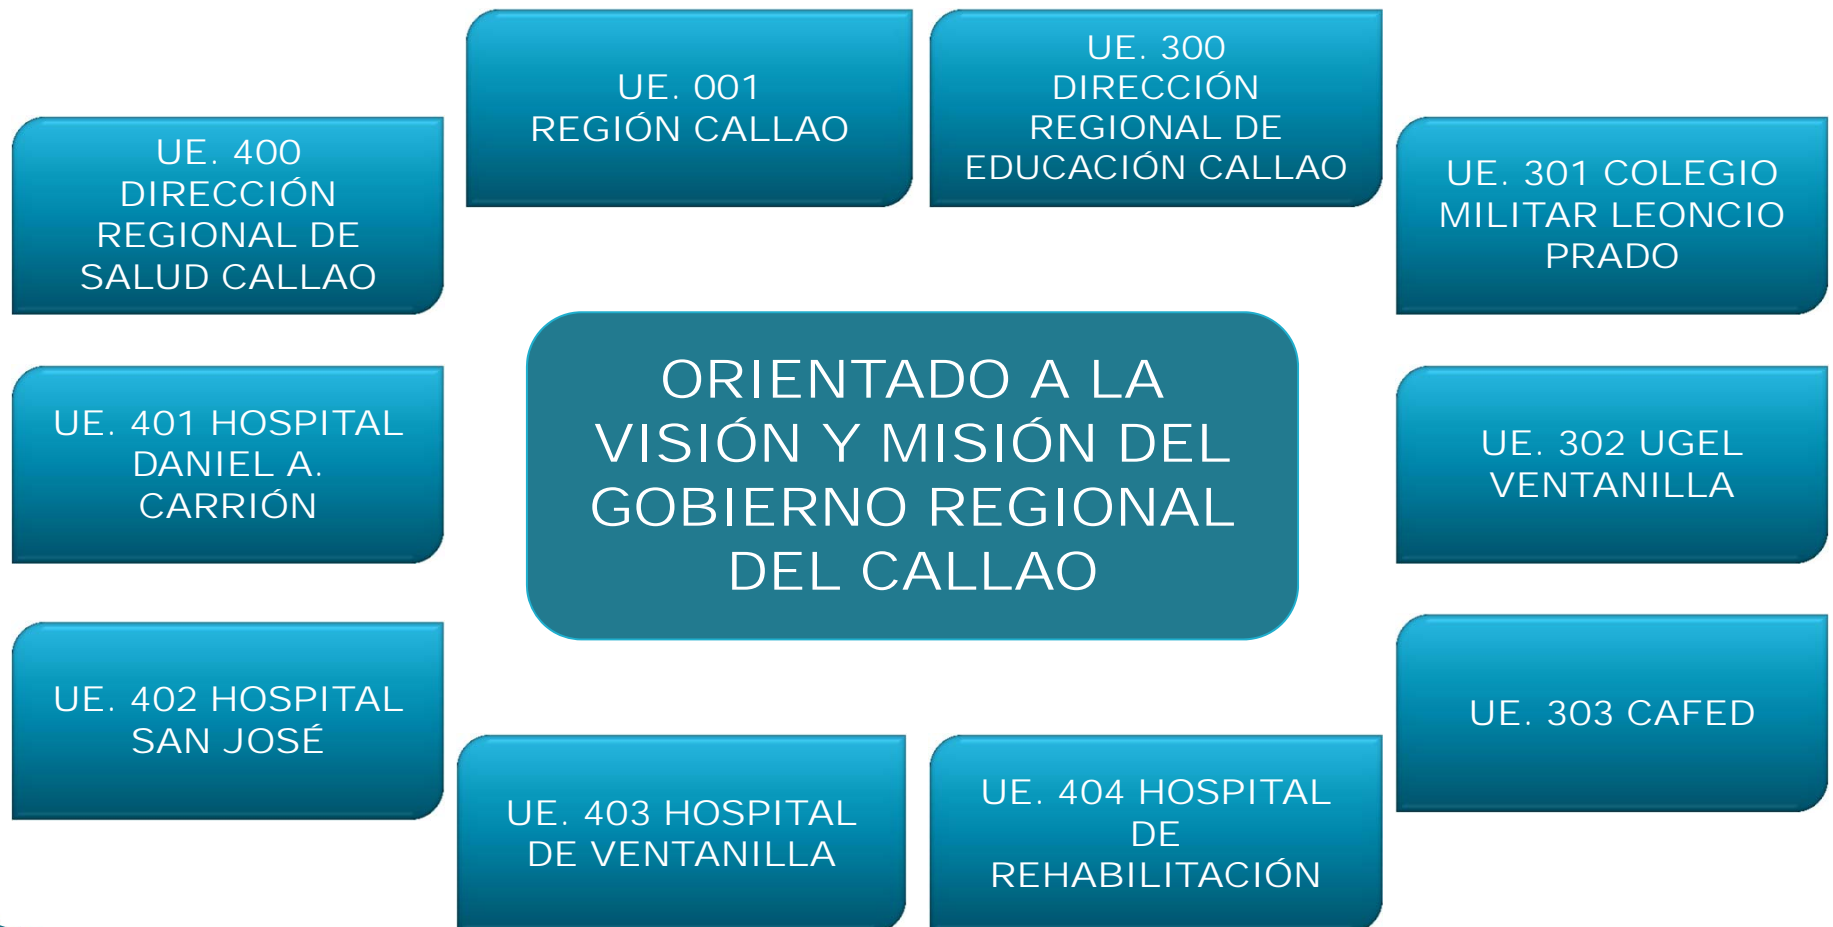 UE. 001
REGIÓN CALLAO
UE. 300
DIRECCIÓN
REGIONAL DE
EDUCACIÓN CALLAO
UE. 400
DIRECCIÓN
REGIONAL DE
SALUD CALLAO
UE. 301 COLEGIO
MILITAR LEONCIO
PRADO
ORIENTADO A LA
VISIÓN Y MISIÓN DEL
GOBIERNO REGIONAL
DEL CALLAO
UE. 401 HOSPITAL
DANIEL A.
CARRIÓN
UE. 302 UGEL
VENTANILLA
UE. 402 HOSPITAL
SAN JOSÉ
UE. 303 CAFED
UE. 403 HOSPITAL
DE VENTANILLA
UE. 404 HOSPITAL
DE
REHABILITACIÓN